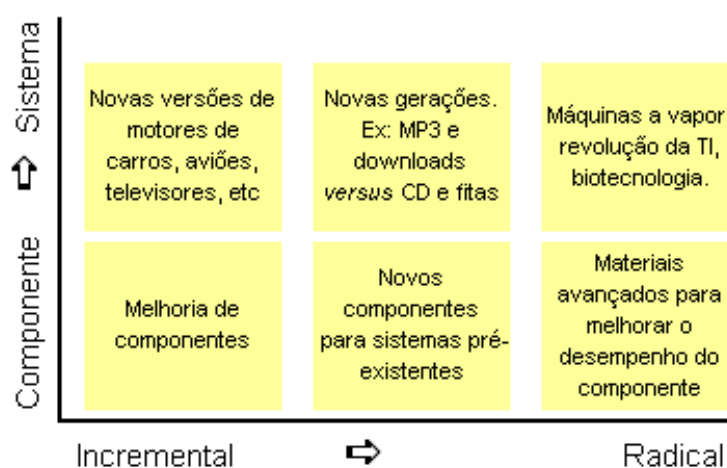 Sistema
Novas versões de
motores de
carros, aviões,
televisores, etc
Novas gerações.
Ex: MP3 e
downloads
versus CD e fitas
Máquinas a vapor
revolução da TI,
biotecnologia.
Componente
Melhoria de
componentes
Novos
componentes
para sistemas pré-
existentes
Materiais
avançados para
melhorar o
desempenho do
componente
Incremental
Radical